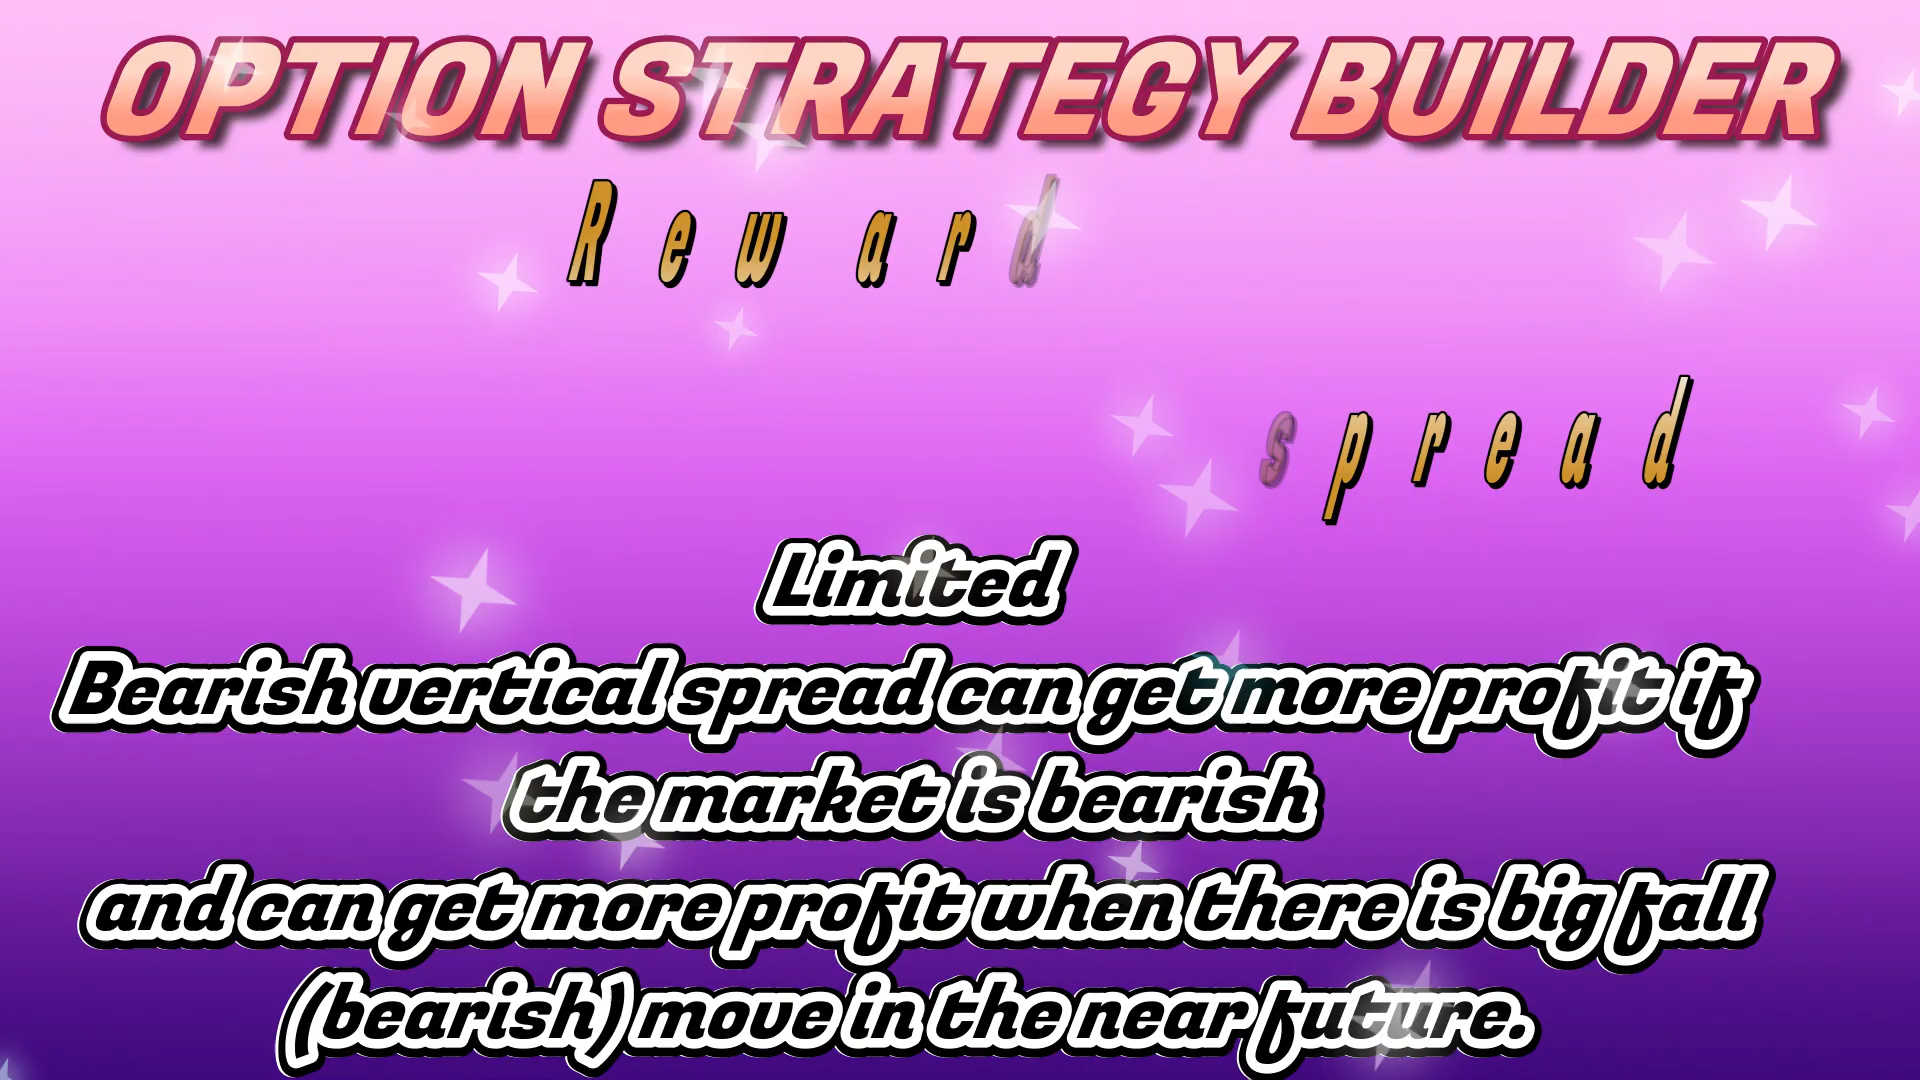 OPTION STRATEGY BUILDER
Reward
spread
Limited
Bearish vertical spread can get more profit if
the market is bearish
and can get more profit when there is big fall
(bearish) move in the near future.